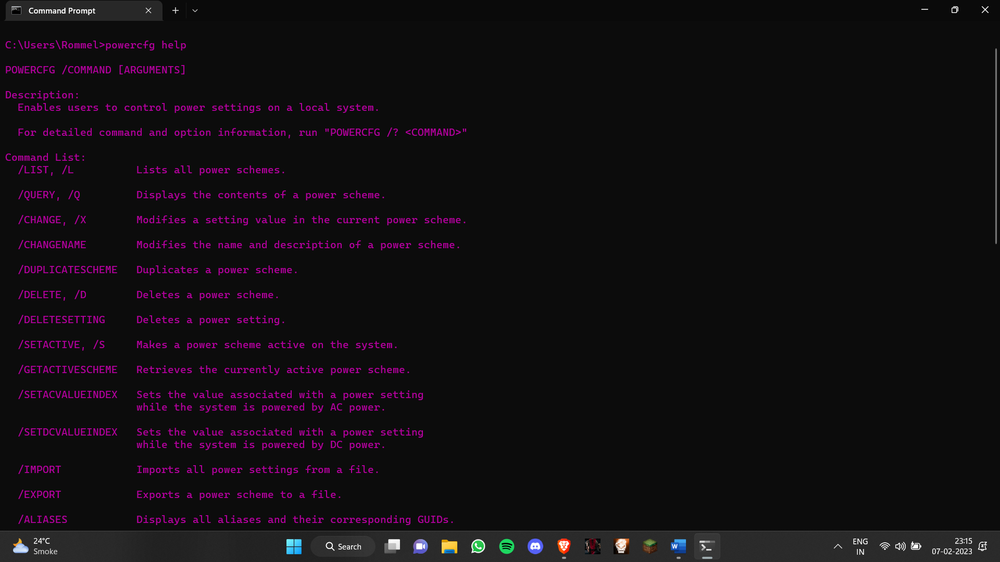 Command Prompt
C:\Users\Rommel>powercfg help
POWERCFG /COMMAND [ARGUMENTS]
Description:
Enables users to control power settings on a local system.
For detailed command and option information, run "POWERCFG /? <COMMAND>"
Command List:
/LIST, /L Lists all power schemes.
/QUERY, /Q Displays the contents of a power scheme.
/CHANGE, /X Modifies a setting value in the current power scheme.
/CHANGENAME Modifies the name and description of a power scheme.
/DUPLICATESCHEME Duplicates a power scheme.
/DELETE, /D Deletes a power scheme.
/DELETESETTING Deletes a power setting.
/SETACTIVE, /S Makes a power scheme active on the system.
/GETACTIVESCHEME Retrieves the currently active power scheme.
/SETACVALUEINDEX Sets the value associated with a power setting
while the system is powered by AC power.
/SETDCVALUEINDEX Sets the value associated with a power setting
while the system is powered by DC power.
/IMPORT Imports all power settings from a file.
/EXPORT Exports a power scheme to a file.
/ALIASES Displays all aliases and their corresponding GUIDs.
24°C
Smoke
Search
ENG
IN
23:15
07-02-2023